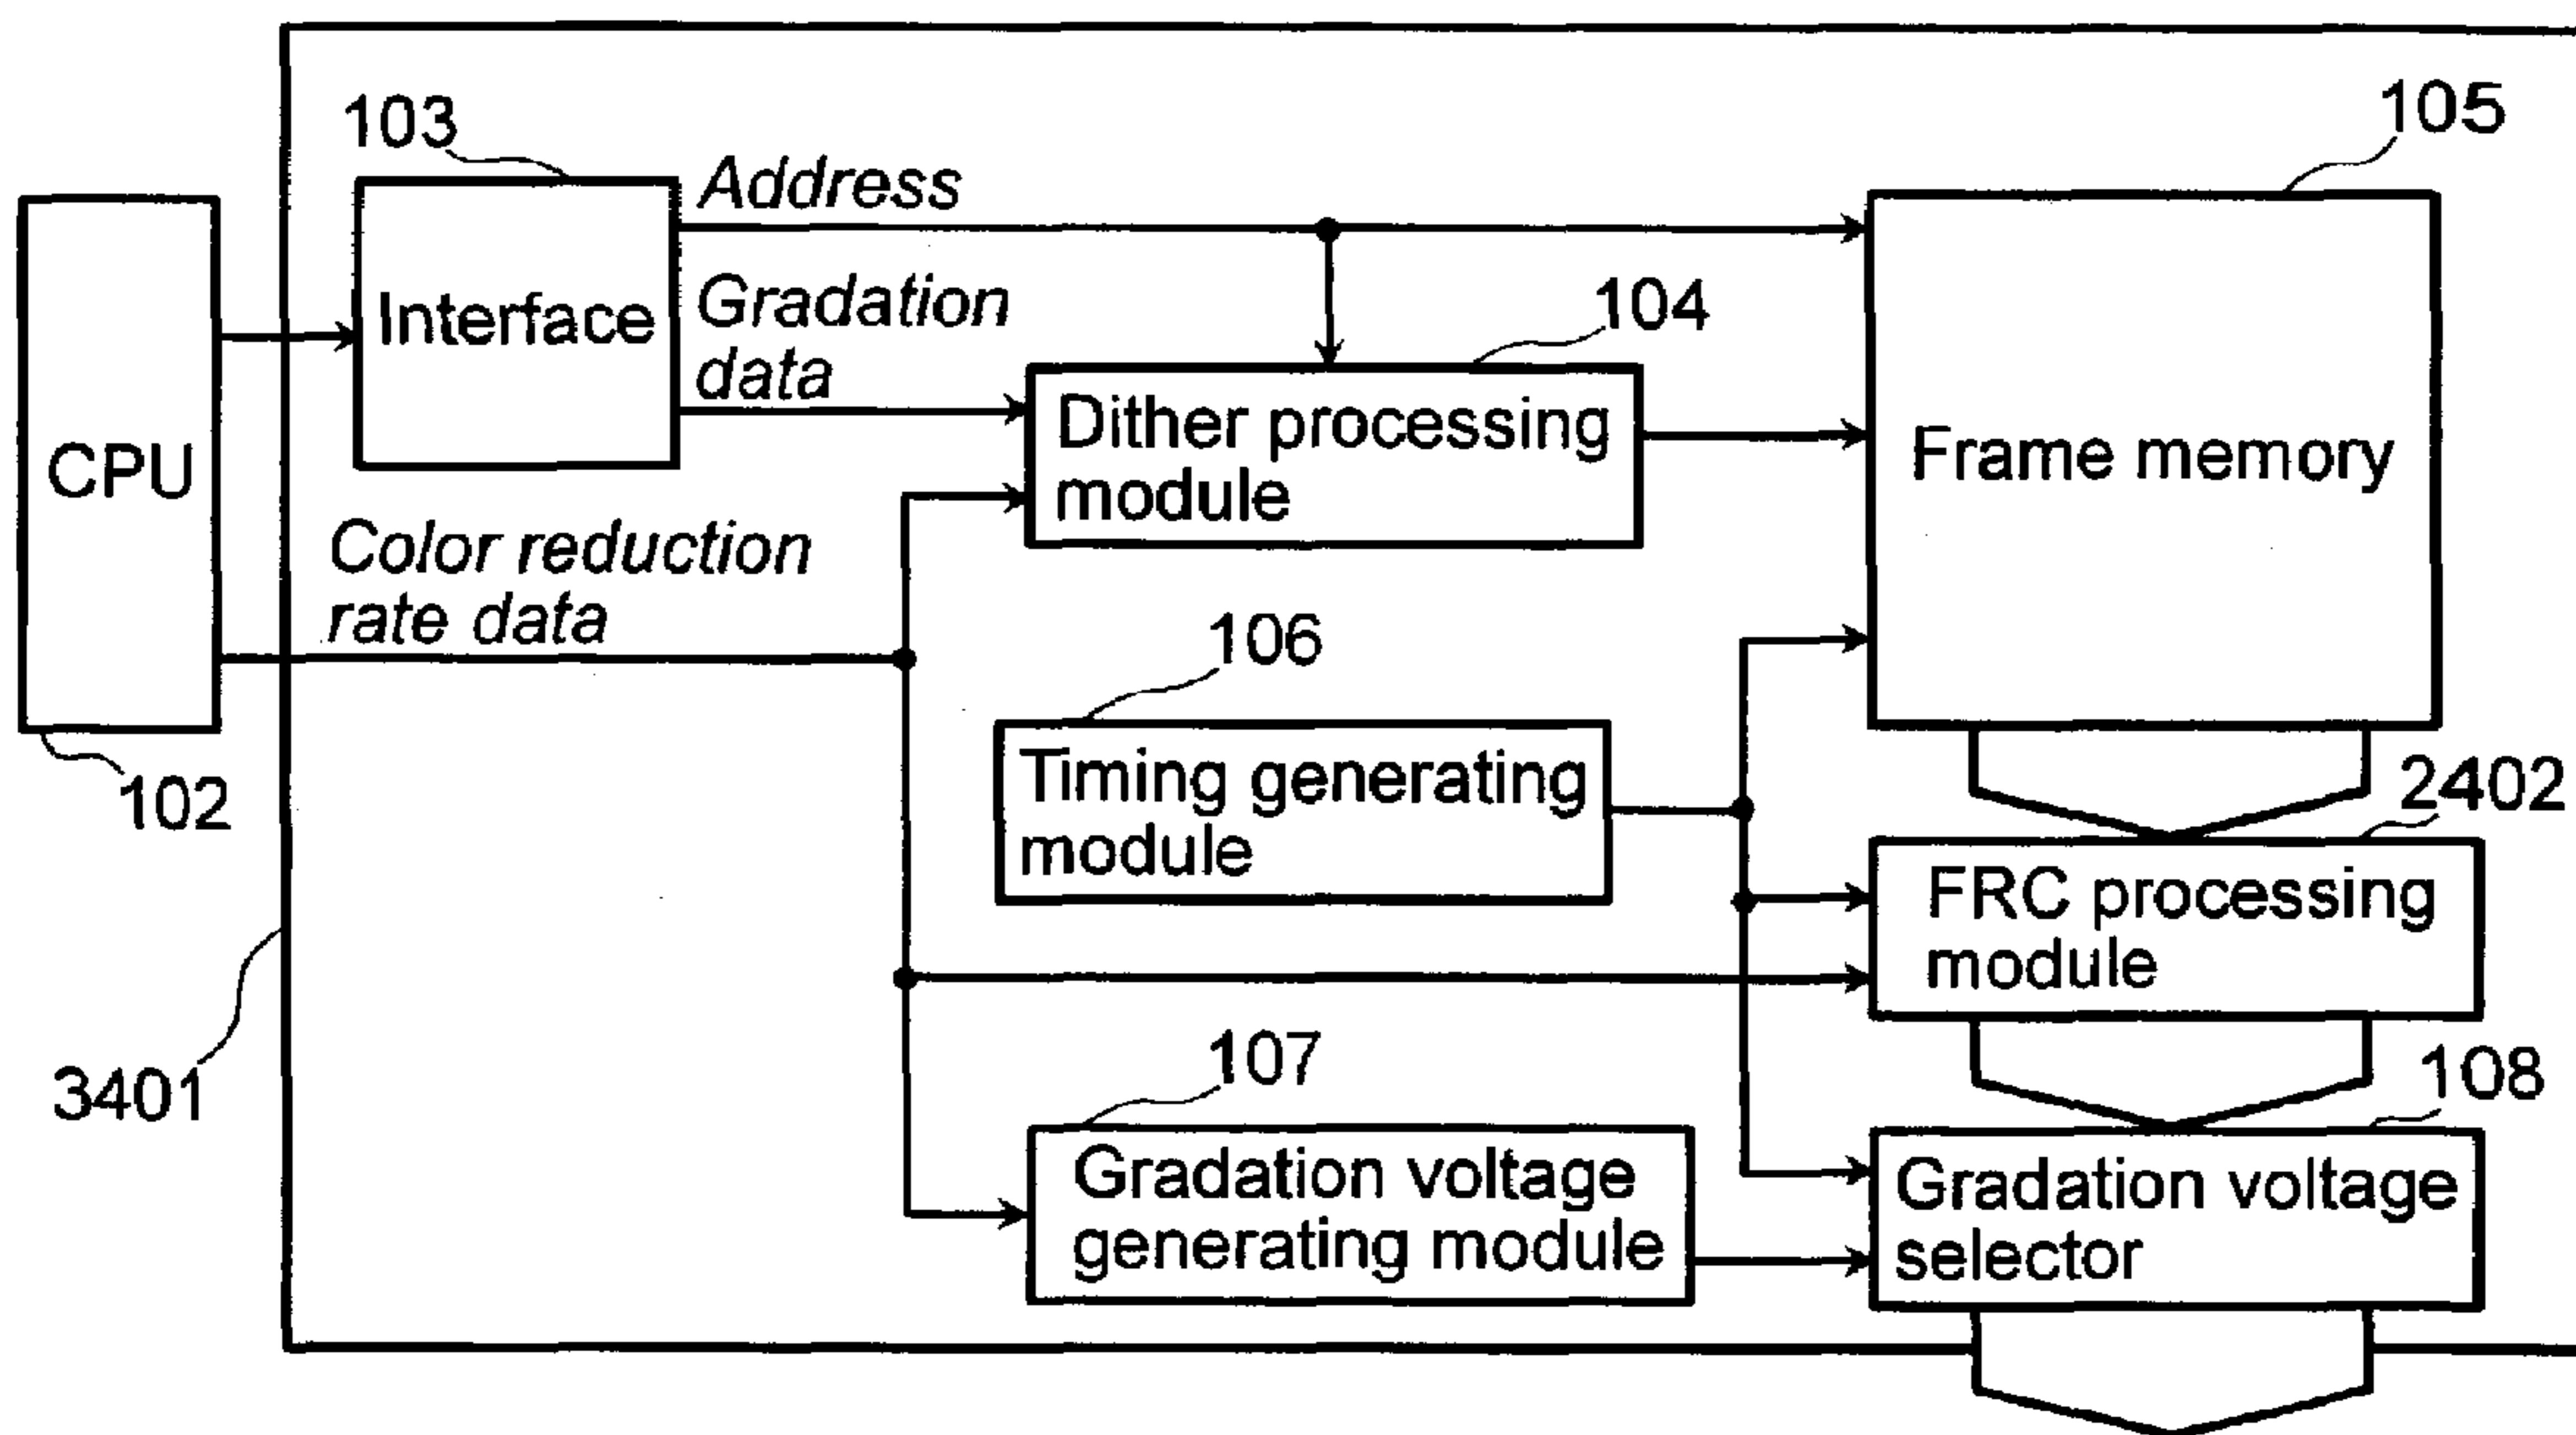 103
105
Address
Interface
Gradation
data
104
CPU
Dither processing
module
Frame memory
Color reduction
rate data
106
102
Timing generating
module
2402
FRC processing
module
3401
107
108
Gradation voltage
generating module
Gradation voltage
selector